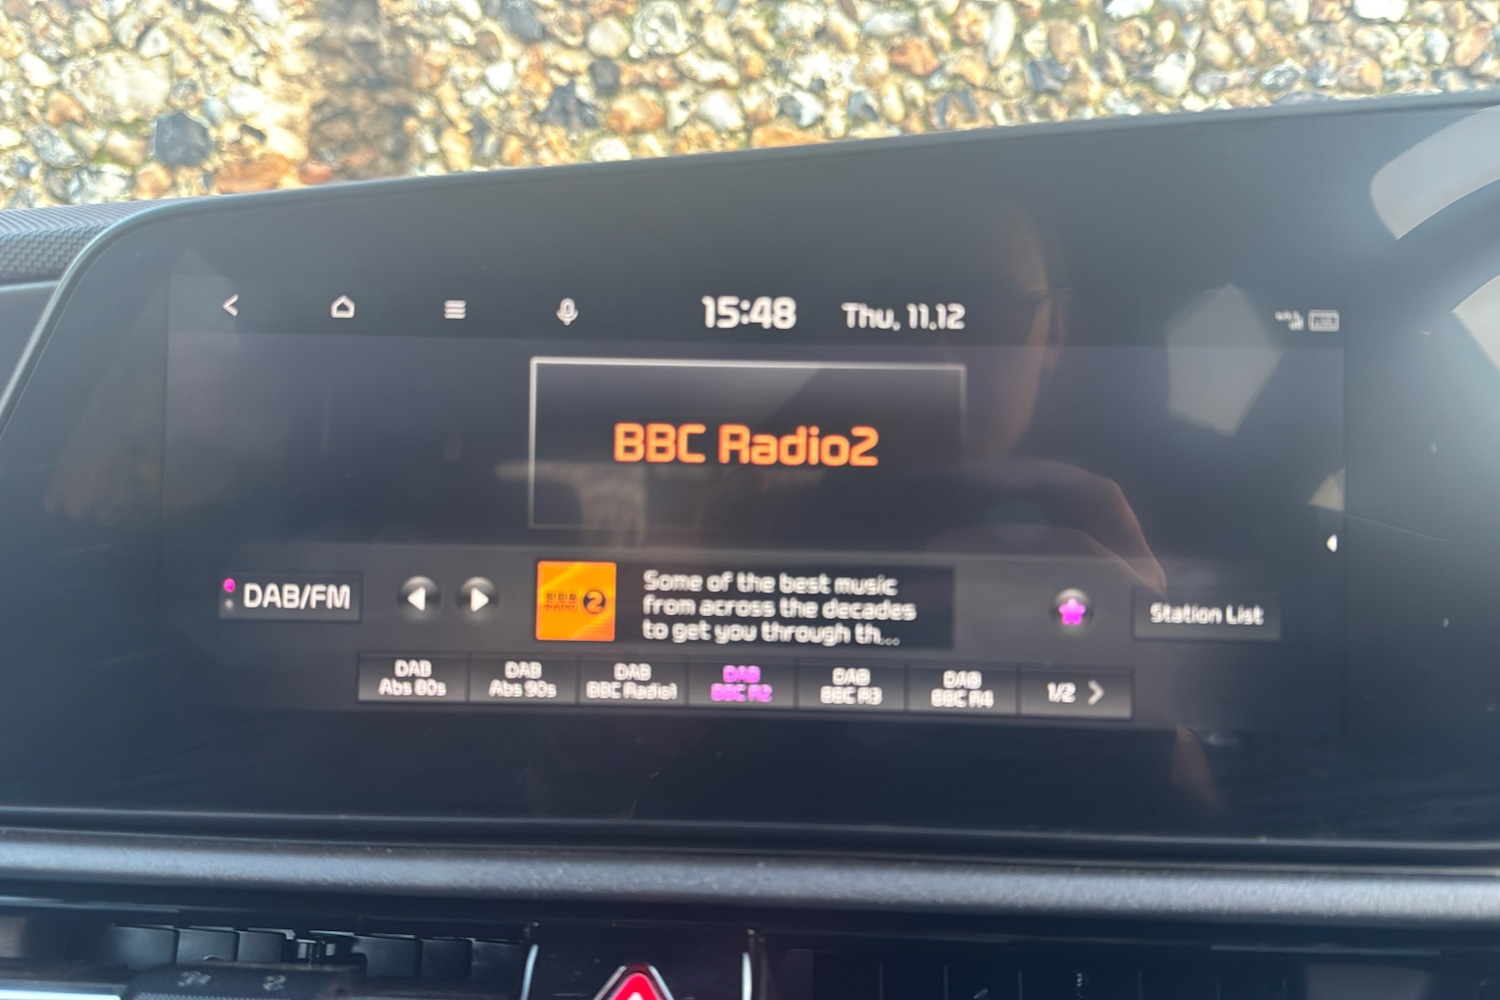 15:48 Thu, 11.12
BBC Radio2
DAB/FM
2
Some of the best music
from across the decades
to get you through th...
Station List
DAB
Abs 80s
DAB
Abs 90s
DAB
BBC Radio1
DAB
BBC R2
DAB
BBC R3
DAB
BBC R4
1/2